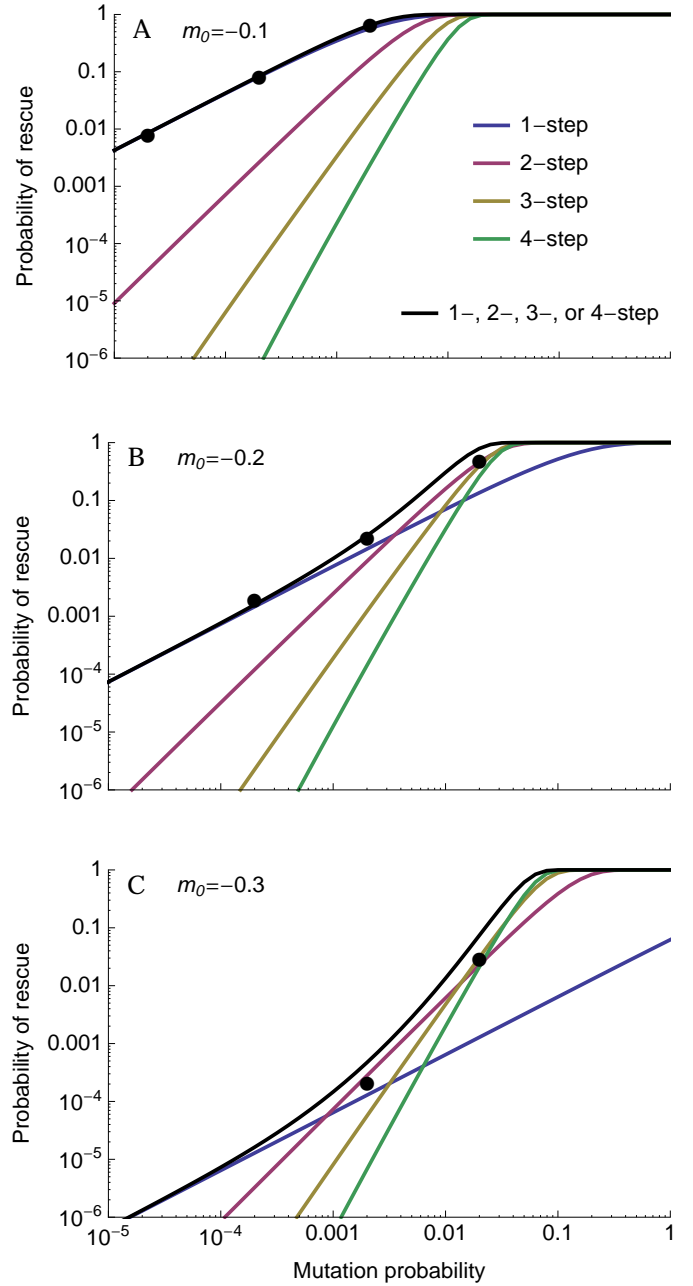 A m0=−0.1
1
0.1
0.01
0.001
10−4
10−5
10−6
Probability of rescue
1−step
2−step
3−step
4−step
1−, 2−, 3−, or 4−step
B m0=−0.2
1
0.1
0.01
0.001
10−4
10−5
10−6
Probability of rescue
C m0=−0.3
1
0.1
0.01
0.001
10−4
10−5
10−6
Probability of rescue
10−5 10−4 0.001 0.01 0.1 1
Mutation probability